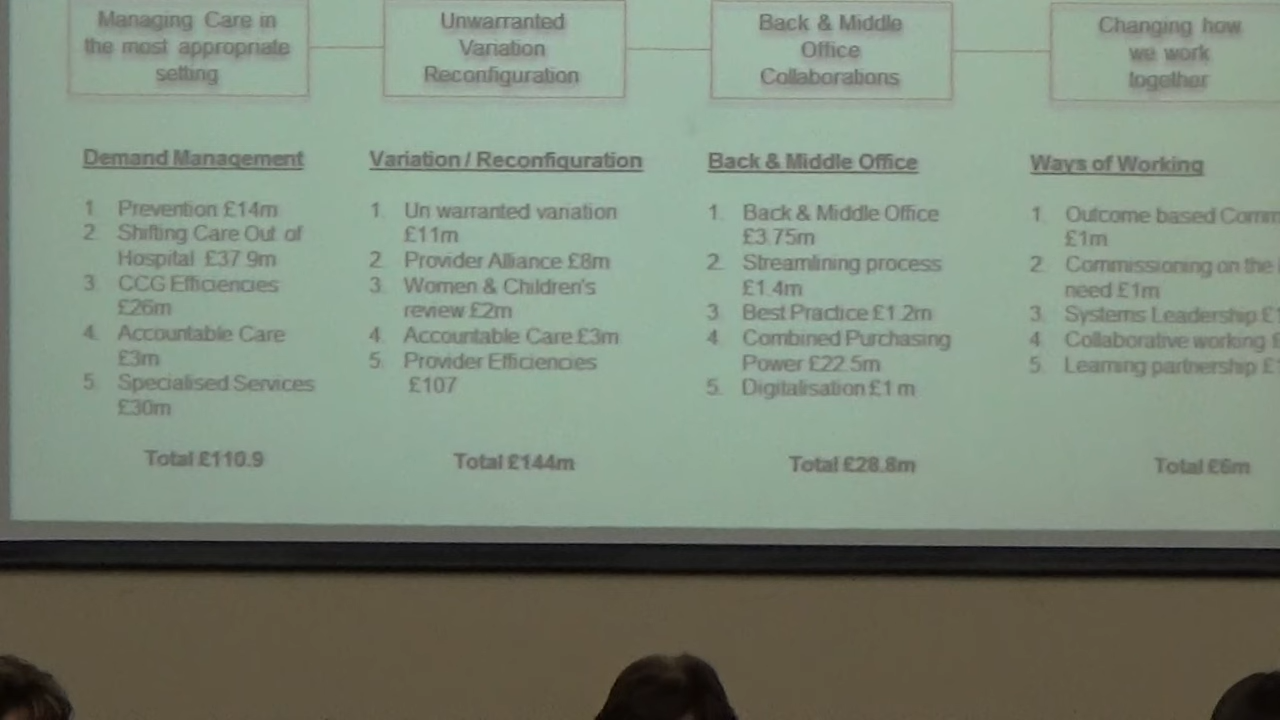 Managing Care in
the most appropriate
setting
Unwarranted
Variation
Reconfiguration
Back & Middle
Office
Collaborations
Changing how
we work
together
Demand Management
1. Prevention £14m
2. Shifting Care Out of
Hospital £37.9m
3. CCG Efficiencies
£26m
4. Accountable Care
£3m
5. Specialised Services
£30m
Total £110.9
Variation / Reconfiguration
1. Un warranted variation
£11m
2. Provider Alliance £8m
3. Women & Children's
review £2m
4. Accountable Care £3m
5. Provider Efficiencies
£107
Total £144m
Back & Middle Office
1. Back & Middle Office
£3.75m
2. Streamlining process
£1.4m
3. Best Practice £1.2m
4. Combined Purchasing
Power £22.5m
5. Digitalisation £1 m
Total £28.8m
Ways of Working
1. Outcome based
£1m
2. Commissioning on the
need £1m
3. Systems Leadership
4. Collaborative working
5. Learning partnership
Total £6m